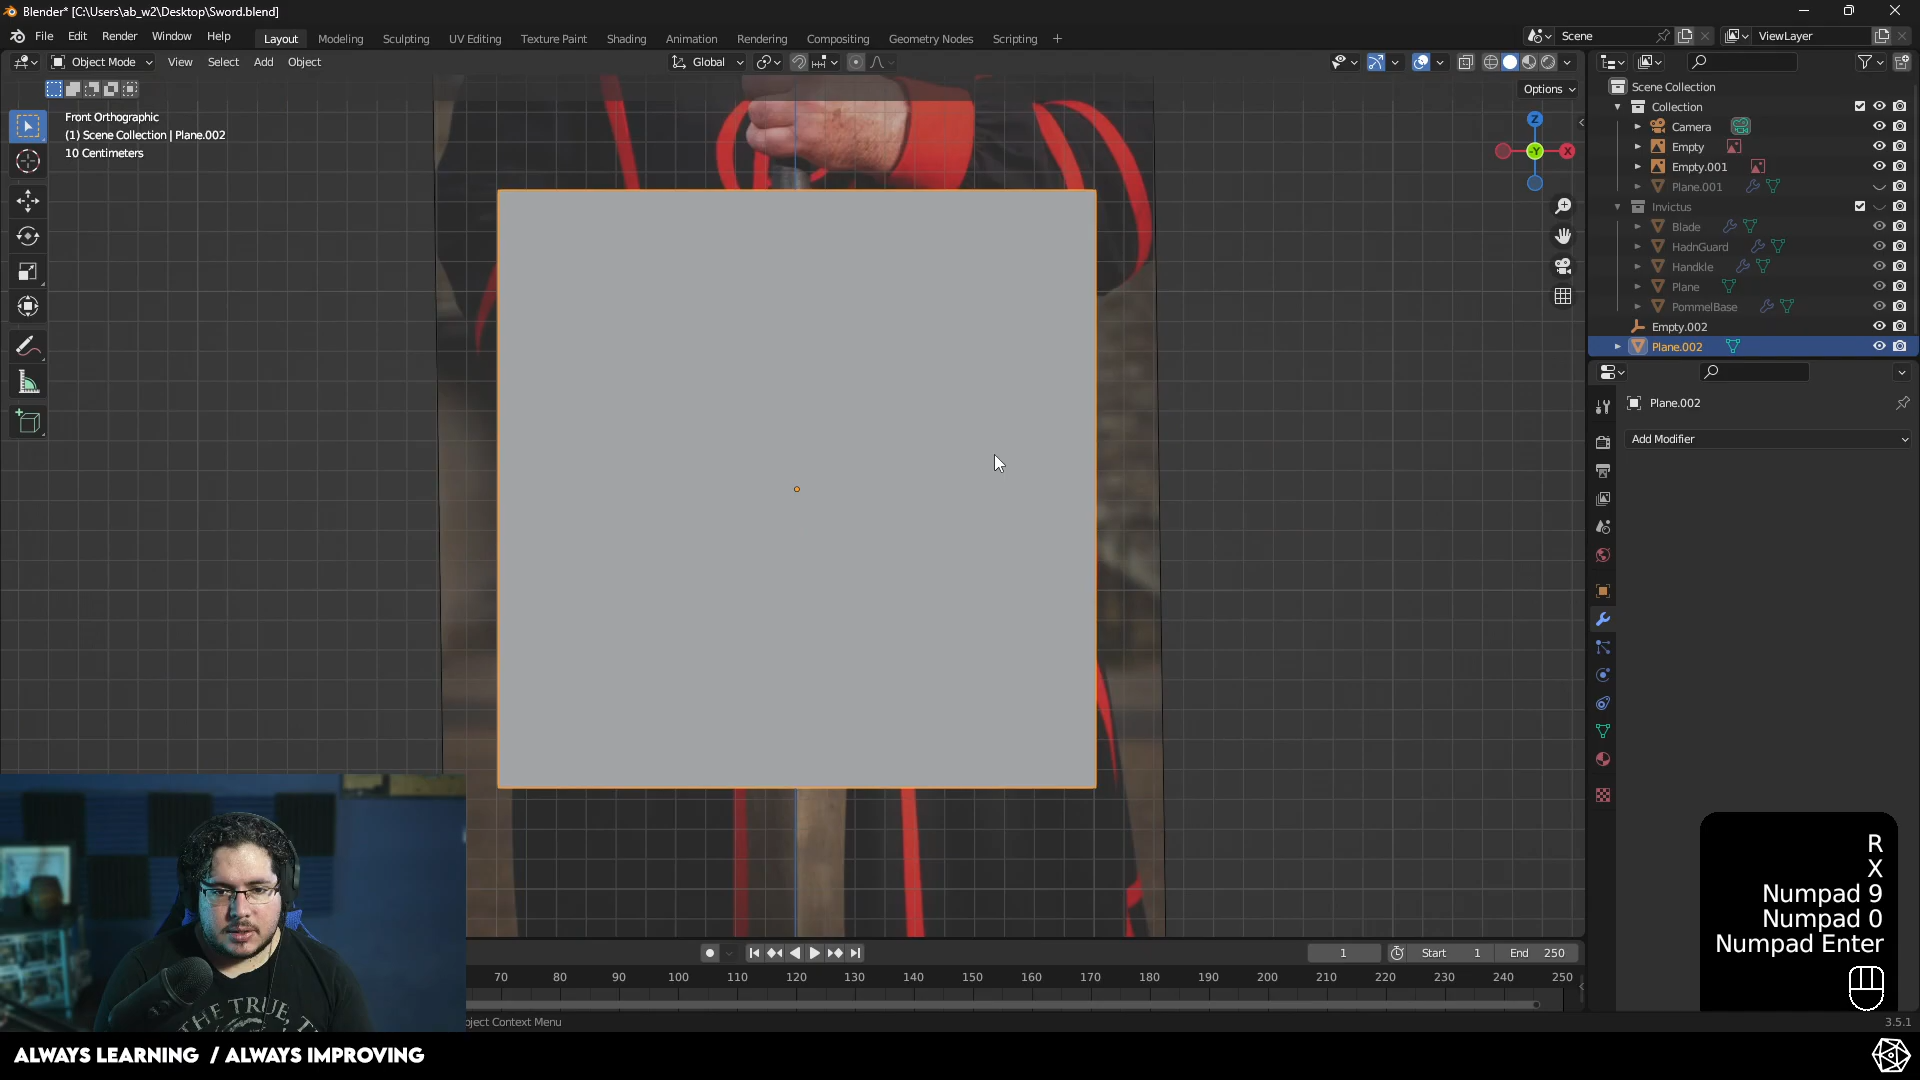 Blender* [C:\Users\ab_w2\Desktop\Sword.blend]
File Edit Render Window Help
Layout Modeling Sculpting UV Editing Texture Paint Shading Animation Rendering Compositing Geometry Nodes Scripting +
Scene
ViewLayer
Object Mode View Select Add Object
Global
Options
Front Orthographic
(1) Scene Collection | Plane.002
10 Centimeters
Z
-Y
X
Scene Collection
Collection
Camera
Empty
Empty.001
Plane.001
Invictus
Blade
HadnGuard
Handkle
Plane
PommelBase
Empty.002
Plane.002
Plane.002
Add Modifier
R
X
Numpad 9
Numpad 0
Numpad Enter
1 Start 1 End 250
70 80 90 100 110 120 130 140 150 160 170 180 190 200 210 220 230 240 250
oject Context Menu
3.5.1
THE TRUE, T
ALWAYS LEARNING / ALWAYS IMPROVING